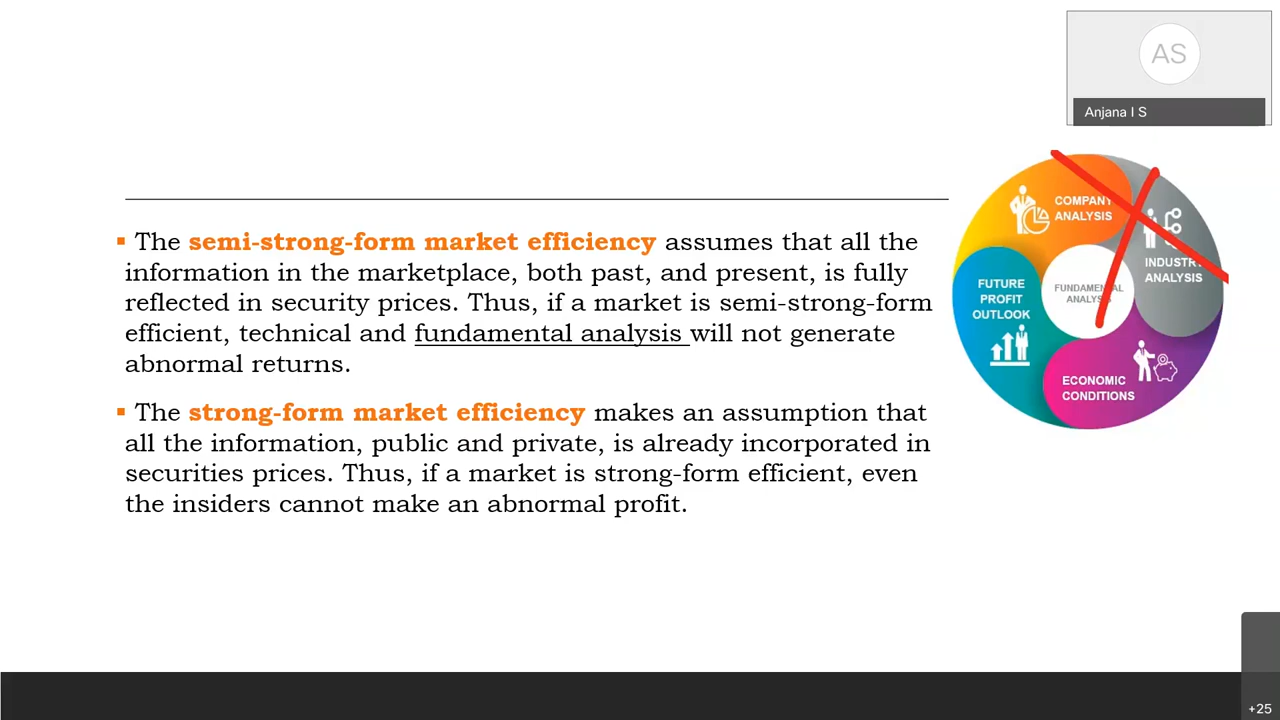 AS
Anjana I S
▪ The semi-strong-form market efficiency assumes that all the
information in the marketplace, both past, and present, is fully
reflected in security prices. Thus, if a market is semi-strong-form
efficient, technical and fundamental analysis will not generate
abnormal returns.
▪ The strong-form market efficiency makes an assumption that
all the information, public and private, is already incorporated in
securities prices. Thus, if a market is strong-form efficient, even
the insiders cannot make an abnormal profit.
COMPANY
ANALYSIS
INDUSTRY
ANALYSIS
FUTURE
PROFIT
OUTLOOK
FUNDAMENTAL
ANALYSIS
ECONOMIC
CONDITIONS
+25